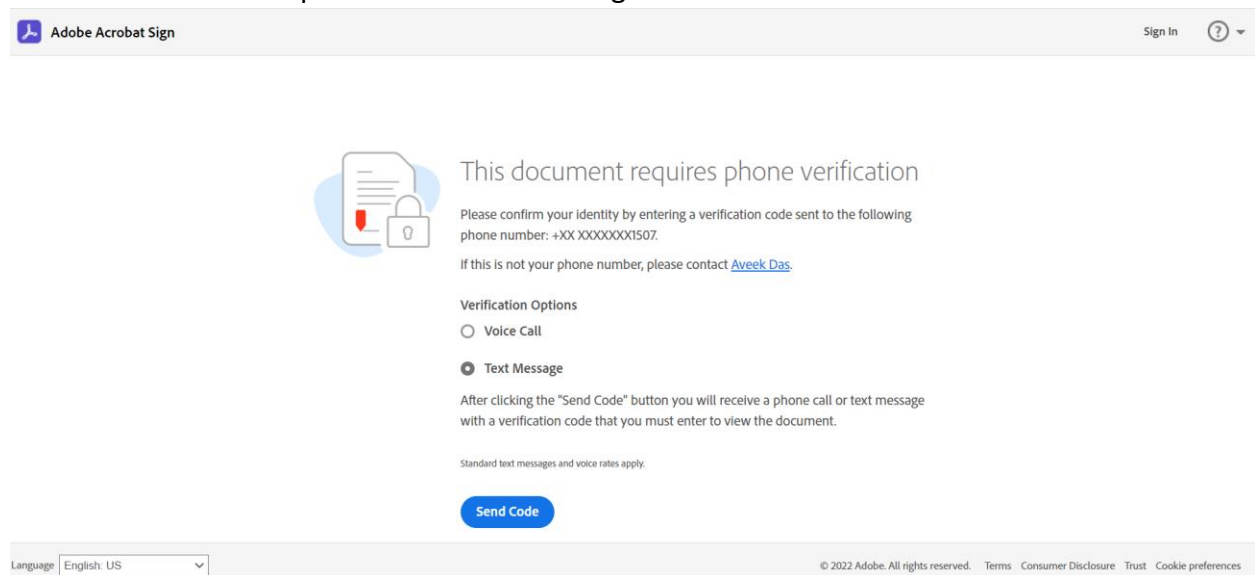 Adobe Acrobat Sign
Sign In
This document requires phone verification
Please confirm your identity by entering a verification code sent to the following
phone number: +XX XXXXXXX1507.
If this is not your phone number, please contact Aveek Das.
Verification Options
Voice Call
Text Message
After clicking the "Send Code" button you will receive a phone call or text message
with a verification code that you must enter to view the document.
Standard text messages and voice rates apply.
Send Code
Language English: US
© 2022 Adobe. All rights reserved. Terms Consumer Disclosure Trust Cookie preferences